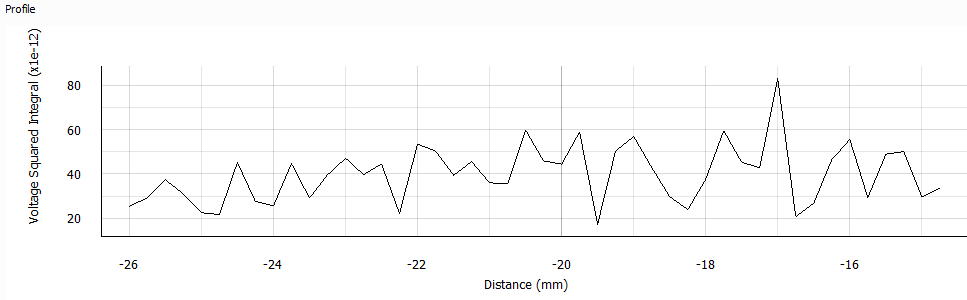 Profile
Voltage Squared Integral (x1e-12)
80
60
40
20
-26 -24 -22 -20 -18 -16
Distance (mm)